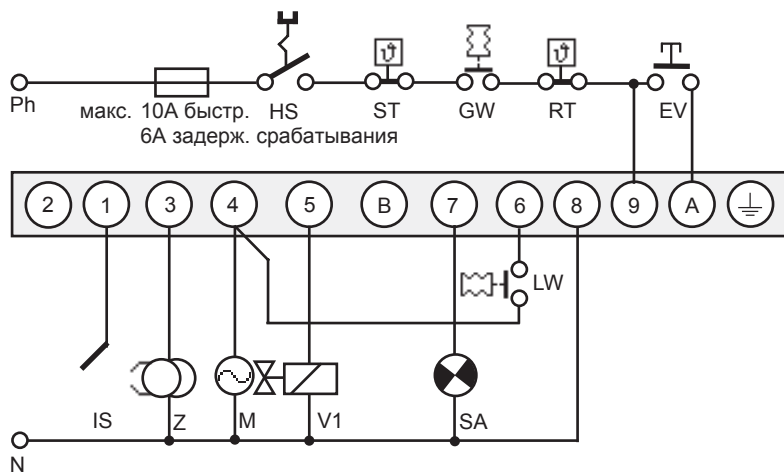 Ph
макс. 10А быстр.
6А задерж. срабатывания
HS
ST
GW
RT
EV
2 1 3 4 5 B 7 6 8 9 A
LW
IS
Z
M
V1
SA
N